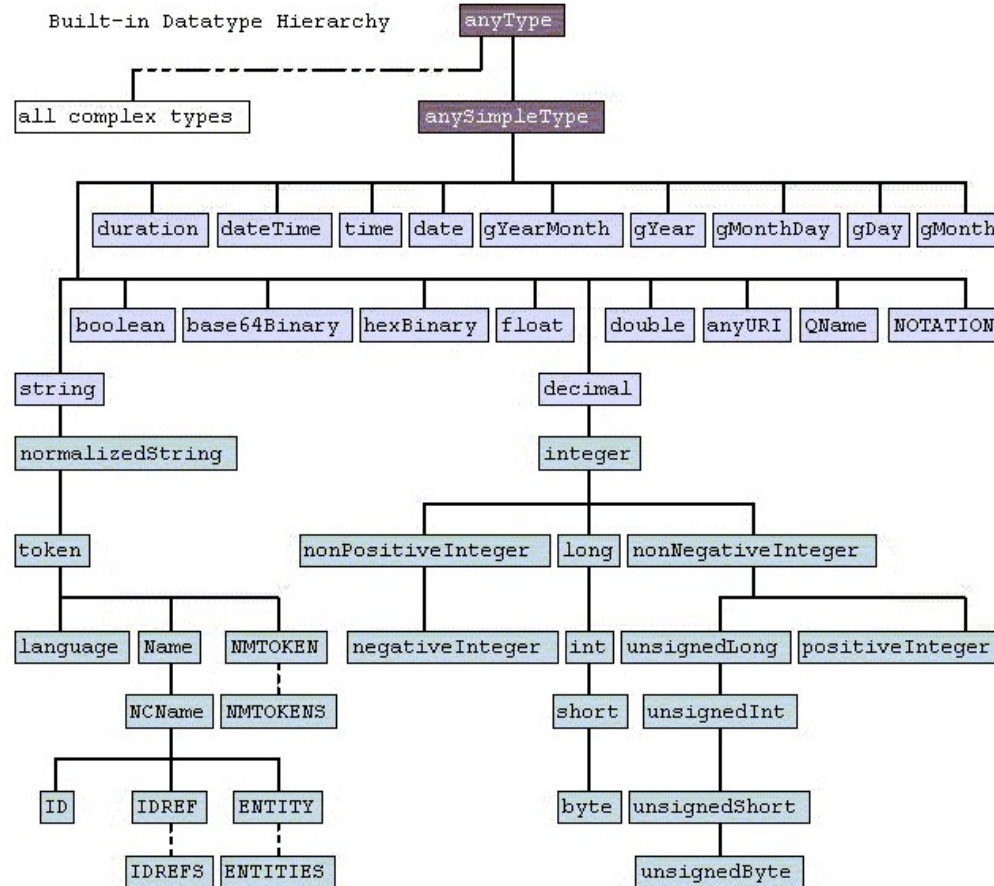 Built-in Datatype Hierarchy
anyType
all complex types
anySimpleType
duration
dateTime
time
date
gYearMonth
gYear
gMonthDay
gDay
gMonth
boolean
base64Binary
hexBinary
float
double
anyURI
QName
NOTATION
string
decimal
normalizedString
integer
token
nonPositiveInteger
long
nonNegativeInteger
language
Name
NMTOKEN
negativeInteger
int
unsignedLong
positiveInteger
NCName
NMTOKENS
short
unsignedInt
ID
IDREF
ENTITY
byte
unsignedShort
IDREFS
ENTITIES
unsignedByte